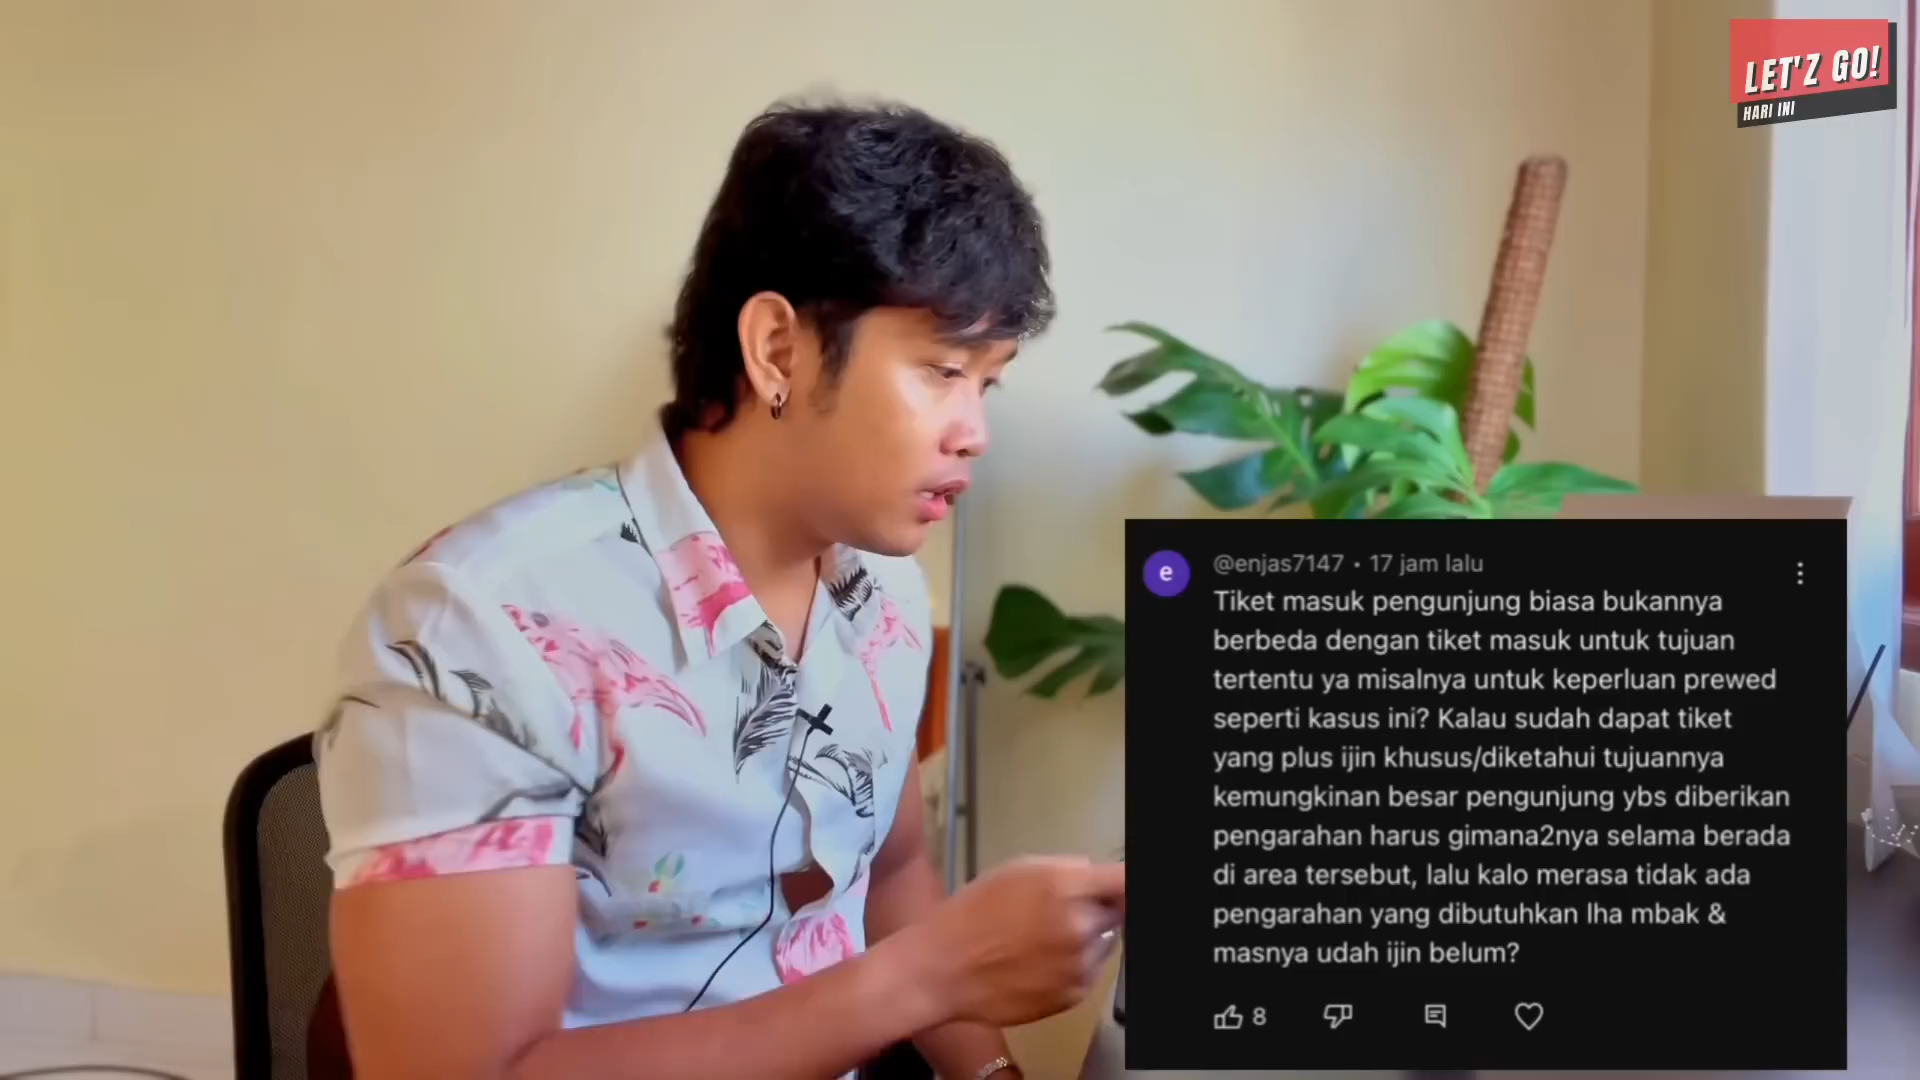 LET'Z GO!
HARI INI
e
@enjas7147 • 17 jam lalu
Tiket masuk pengunjung biasa bukannya
berbeda dengan tiket masuk untuk tujuan
tertentu ya misalnya untuk keperluan prewed
seperti kasus ini? Kalau sudah dapat tiket
yang plus ijin khusus/diketahui tujuannya
kemungkinan besar pengunjung ybs diberikan
pengarahan harus gimana2nya selama berada
di area tersebut, lalu kalo merasa tidak ada
pengarahan yang dibutuhkan lha mbak &
masnya udah ijin belum?
8